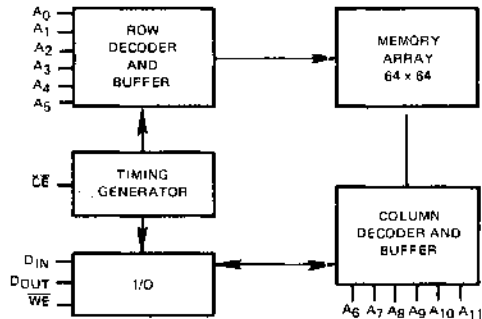 A0
A1
A2
A3
A4
A5
ROW
DECODER
AND
BUFFER
MEMORY
ARRAY
64 x 64
CE
TIMING
GENERATOR
COLUMN
DECODER AND
BUFFER
DIN
DOUT
WE
I/O
A6 A7 A8 A9 A10 A11